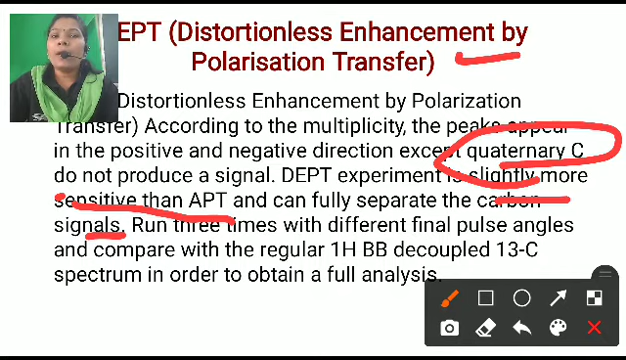 EPT (Distortionless Enhancement by
Polarisation Transfer)
Distortionless Enhancement by Polarization
Transfer) According to the multiplicity, the peaks appear
in the positive and negative direction except quaternary C
do not produce a signal. DEPT experiment is slightly more
sensitive than APT and can fully separate the carbon
signals. Run three times with different final pulse angles
and compare with the regular 1H BB decoupled 13-C
spectrum in order to obtain a full analysis.